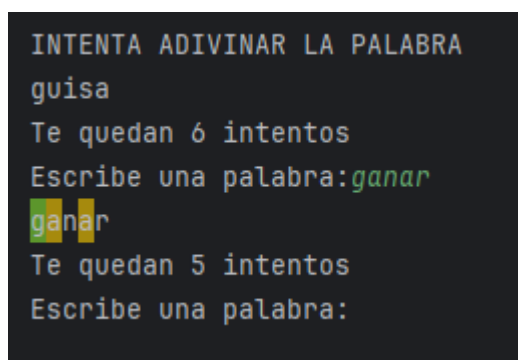 INTENTA ADIVINAR LA PALABRA
guisa
Te quedan 6 intentos
Escribe una palabra:ganar
ganar
Te quedan 5 intentos
Escribe una palabra: